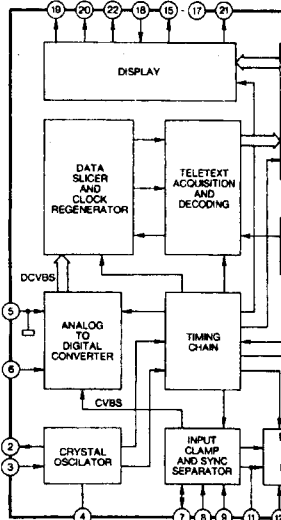 19 20 22 18 15 - 17 21
DISPLAY
DATA
SLICER
AND
CLOCK
REGENERATOR
TELETEXT
ACQUISITION
AND
DECODING
DCVBS
5
ANALOG
TO
DIGITAL
CONVERTER
TIMING
CHAIN
6
CVBS
2
3
CRYSTAL
OSCILATOR
INPUT
CLAMP
AND SYNC
SEPARATOR
4 7 8 9 11 12